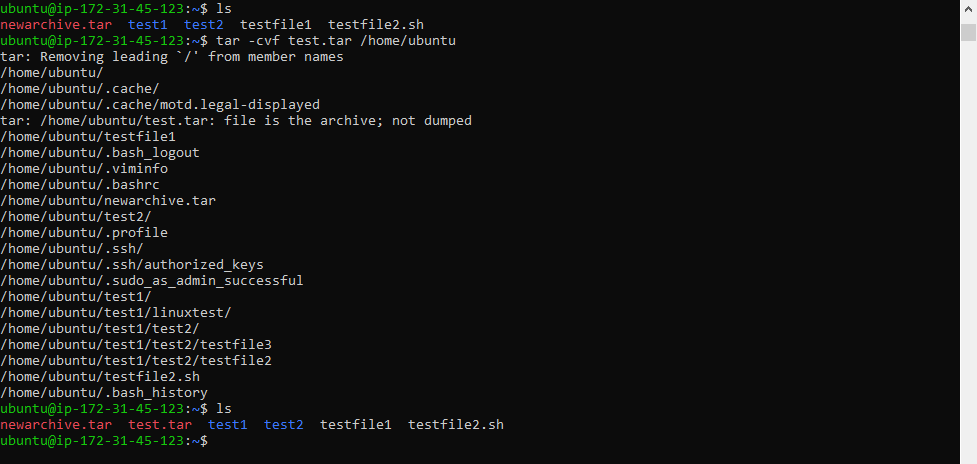 ubuntu@ip-172-31-45-123:~$ ls
newarchive.tar  test1  test2  testfile1  testfile2.sh
ubuntu@ip-172-31-45-123:~$ tar -cvf test.tar /home/ubuntu
tar: Removing leading `/' from member names
/home/ubuntu/
/home/ubuntu/.cache/
/home/ubuntu/.cache/motd.legal-displayed
tar: /home/ubuntu/test.tar: file is the archive; not dumped
/home/ubuntu/testfile1
/home/ubuntu/.bash_logout
/home/ubuntu/.viminfo
/home/ubuntu/.bashrc
/home/ubuntu/newarchive.tar
/home/ubuntu/test2/
/home/ubuntu/.profile
/home/ubuntu/.ssh/
/home/ubuntu/.ssh/authorized_keys
/home/ubuntu/.sudo_as_admin_successful
/home/ubuntu/test1/
/home/ubuntu/test1/linuxtest/
/home/ubuntu/test1/test2/
/home/ubuntu/test1/test2/testfile3
/home/ubuntu/test1/test2/testfile2
/home/ubuntu/testfile2.sh
/home/ubuntu/.bash_history
ubuntu@ip-172-31-45-123:~$ ls
newarchive.tar  test.tar  test1  test2  testfile1  testfile2.sh
ubuntu@ip-172-31-45-123:~$